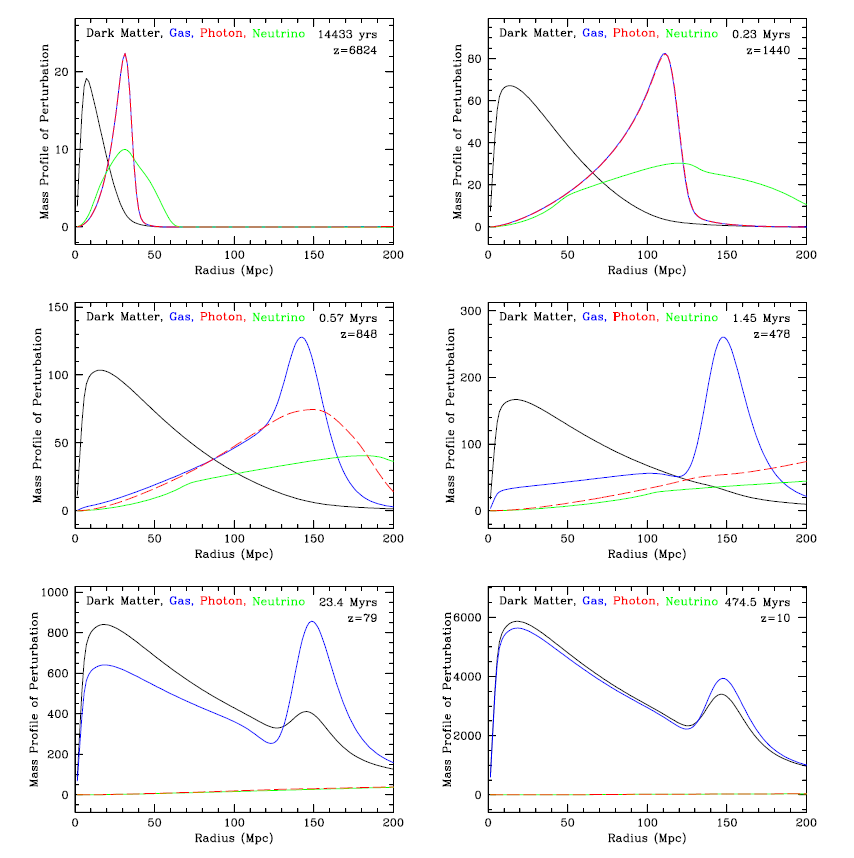 Dark Matter, Gas, Photon, Neutrino 14433 yrs
z=6824
Mass Profile of Perturbation
20
10
0
0 50 100 150 200
Radius (Mpc)
Dark Matter, Gas, Photon, Neutrino 0.23 Myrs
z=1440
Mass Profile of Perturbation
80
60
40
20
0
0 50 100 150 200
Radius (Mpc)
Dark Matter, Gas, Photon, Neutrino 0.57 Myrs
z=848
Mass Profile of Perturbation
150
100
50
0
0 50 100 150 200
Radius (Mpc)
Dark Matter, Gas, Photon, Neutrino 1.45 Myrs
z=478
Mass Profile of Perturbation
300
200
100
0
0 50 100 150 200
Radius (Mpc)
Dark Matter, Gas, Photon, Neutrino 23.4 Myrs
z=79
Mass Profile of Perturbation
1000
800
600
400
200
0
0 50 100 150 200
Radius (Mpc)
Dark Matter, Gas, Photon, Neutrino 474.5 Myrs
z=10
Mass Profile of Perturbation
6000
4000
2000
0
0 50 100 150 200
Radius (Mpc)